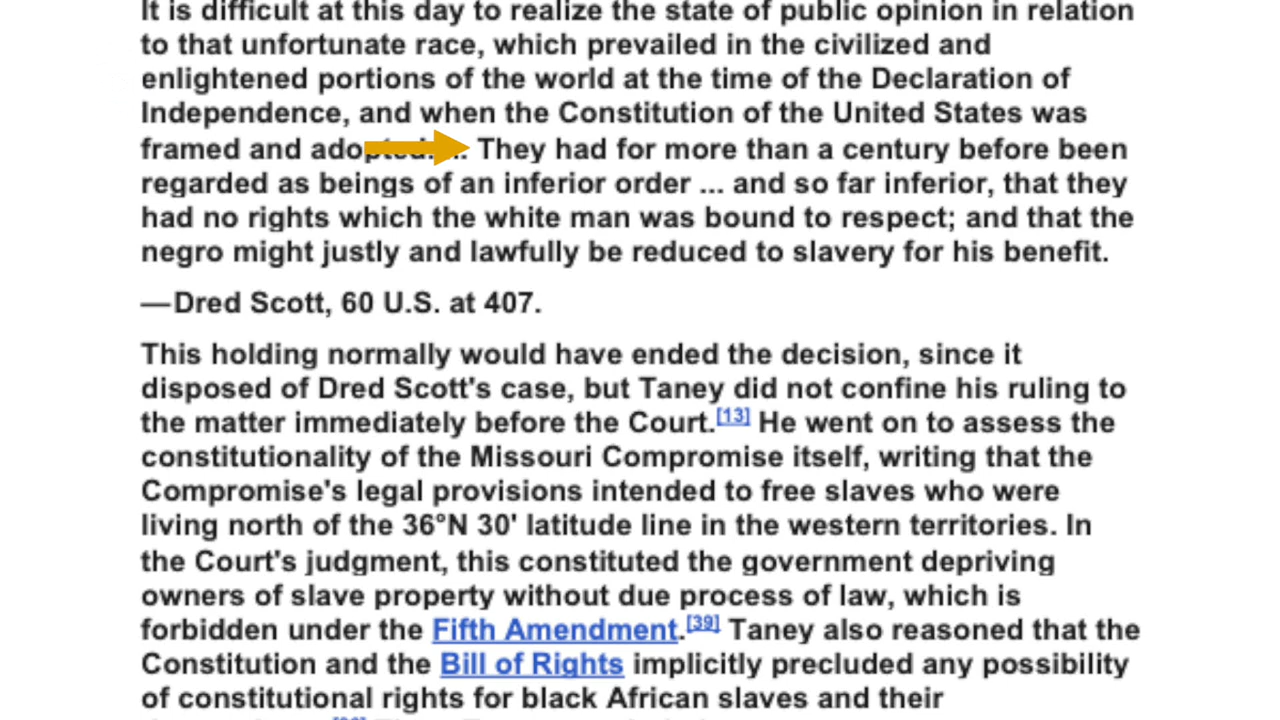 It is difficult at this day to realize the state of public opinion in relation
to that unfortunate race, which prevailed in the civilized and
enlightened portions of the world at the time of the Declaration of
Independence, and when the Constitution of the United States was
framed and adopted. ... They had for more than a century before been
regarded as beings of an inferior order ... and so far inferior, that they
had no rights which the white man was bound to respect; and that the
negro might justly and lawfully be reduced to slavery for his benefit.
—Dred Scott, 60 U.S. at 407.
This holding normally would have ended the decision, since it
disposed of Dred Scott's case, but Taney did not confine his ruling to
the matter immediately before the Court.[13] He went on to assess the
constitutionality of the Missouri Compromise itself, writing that the
Compromise's legal provisions intended to free slaves who were
living north of the 36°N 30' latitude line in the western territories. In
the Court's judgment, this constituted the government depriving
owners of slave property without due process of law, which is
forbidden under the Fifth Amendment.[39] Taney also reasoned that the
Constitution and the Bill of Rights implicitly precluded any possibility
of constitutional rights for black African slaves and their